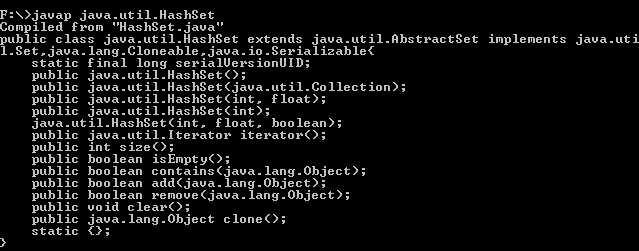 F:\>javap java.util.HashSet
Compiled from "HashSet.java"
public class java.util.HashSet extends java.util.AbstractSet implements java.uti
l.Set,java.lang.Cloneable,java.io.Serializable{
    static final long serialVersionUID;
    public java.util.HashSet();
    public java.util.HashSet(java.util.Collection);
    public java.util.HashSet(int, float);
    public java.util.HashSet(int);
    java.util.HashSet(int, float, boolean);
    public java.util.Iterator iterator();
    public int size();
    public boolean isEmpty();
    public boolean contains(java.lang.Object);
    public boolean add(java.lang.Object);
    public boolean remove(java.lang.Object);
    public void clear();
    public java.lang.Object clone();
    static {};
}